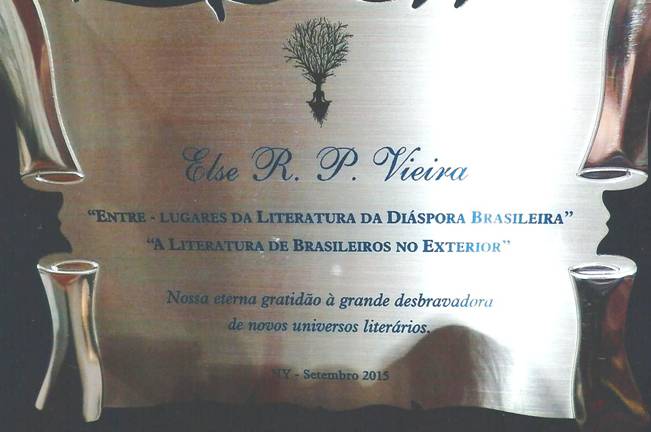 Else R. P. Vieira
“Entre - lugares da Literatura da Diáspora Brasileira”
“A Literatura de Brasileiros no Exterior”
Nossa eterna gratidão à grande desbravadora
de novos universos literários.
NY - Setembro 2015